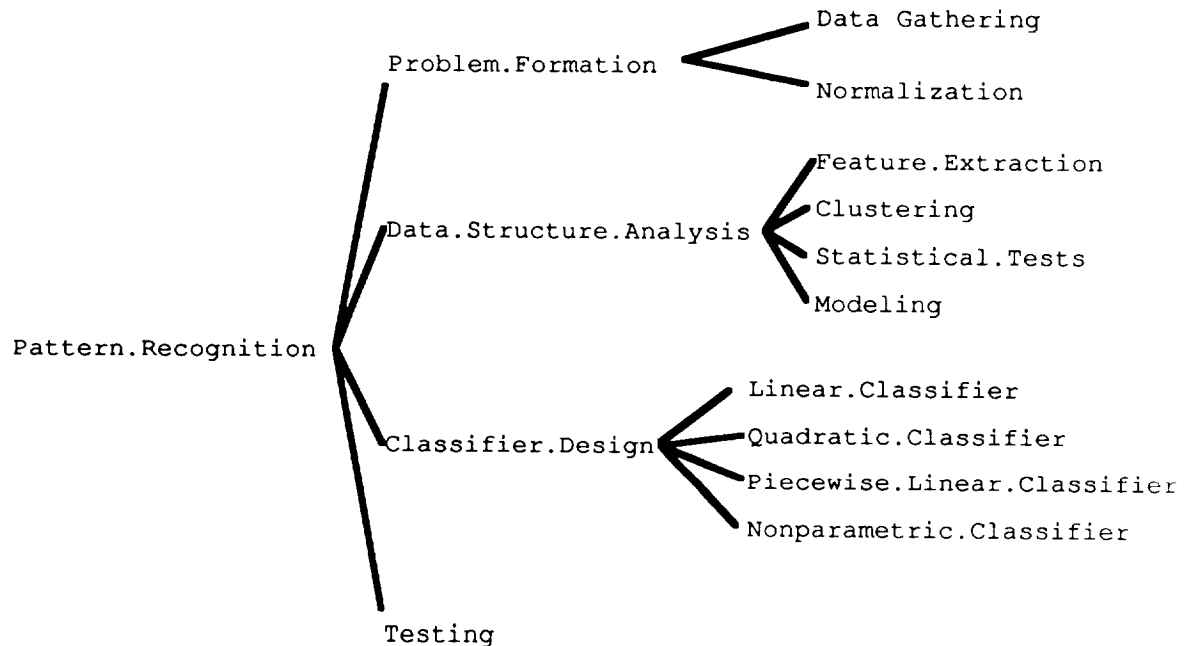 Data Gathering
Problem.Formation
Normalization
Feature.Extraction
Clustering
Data.Structure.Analysis
Statistical.Tests
Modeling
Pattern.Recognition
Linear.Classifier
Quadratic.Classifier
Classifier.Design
Piecewise.Linear.Classifier
Nonparametric.Classifier
Testing